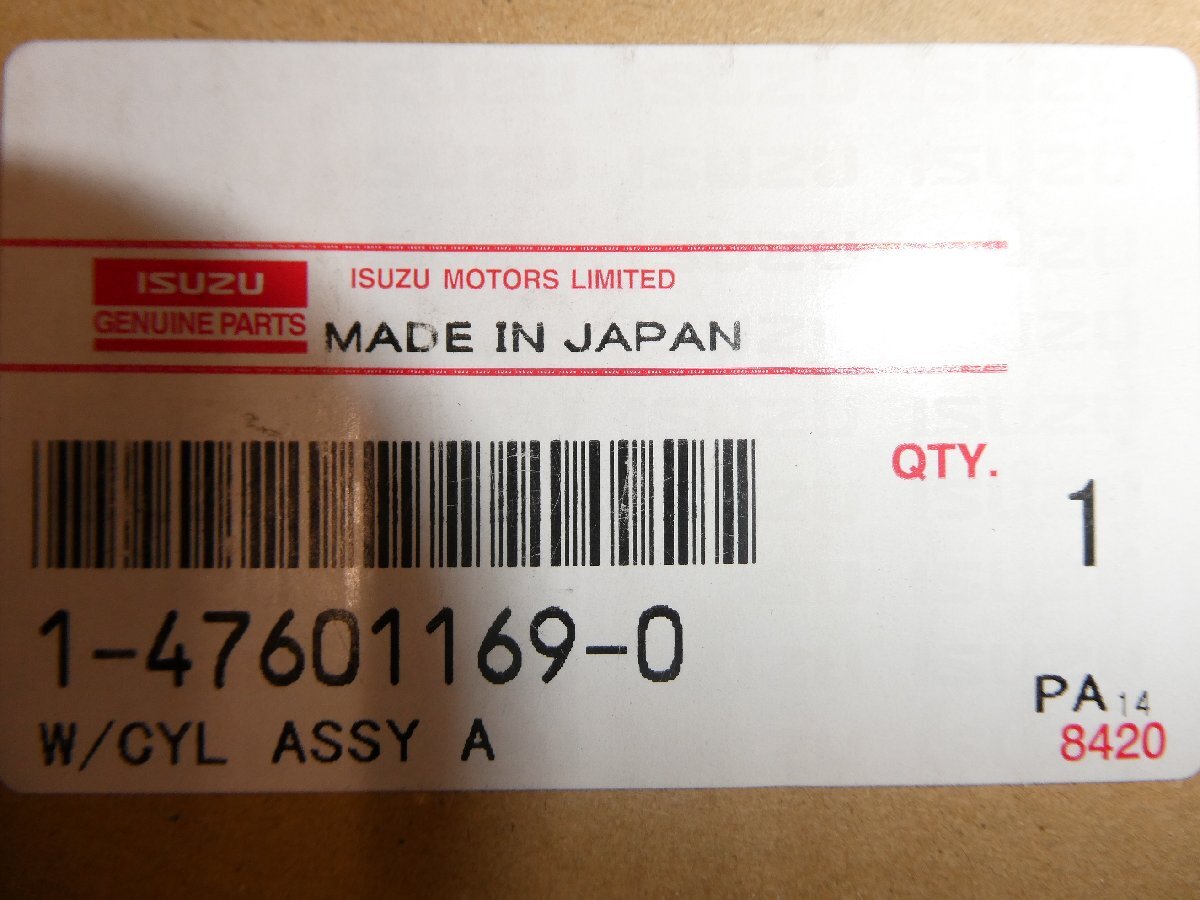 ISUZU
GENUINE PARTS
ISUZU MOTORS LIMITED
MADE IN JAPAN
QTY.
1
1-47601169-0
W/CYL ASSY A
PA14
8420